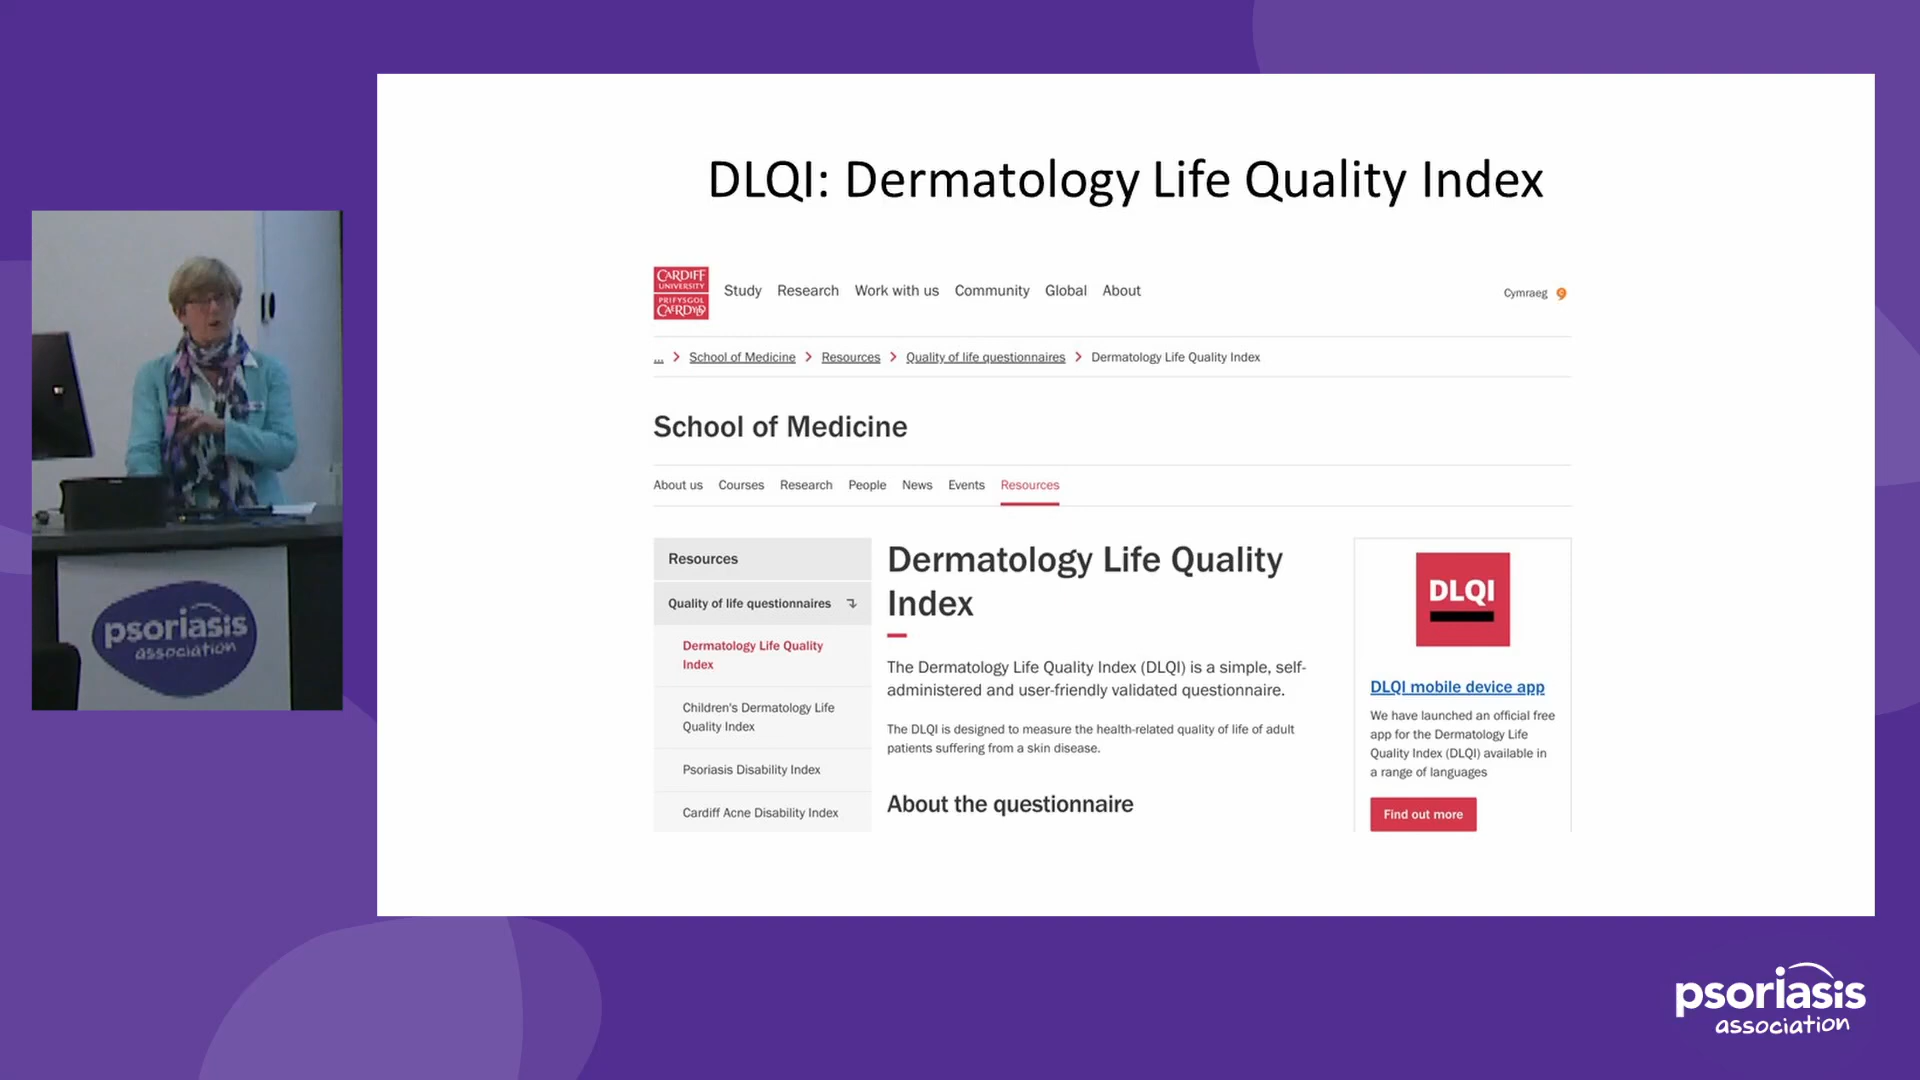 DLQI: Dermatology Life Quality Index
CARDIFF
UNIVERSITY
PRIFYSGOL
CAERDYDD
Study Research Work with us Community Global About
Cymraeg
... School of Medicine Resources Quality of life questionnaires Dermatology Life Quality Index
School of Medicine
About us Courses Research People News Events Resources
Resources
Quality of life questionnaires
Dermatology Life Quality
Index
Children's Dermatology Life
Quality Index
Psoriasis Disability Index
Cardiff Acne Disability Index
Dermatology Life Quality
Index
The Dermatology Life Quality Index (DLQI) is a simple, self-
administered and user-friendly validated questionnaire.
The DLQI is designed to measure the health-related quality of life of adult
patients suffering from a skin disease.
About the questionnaire
DLQI
DLQI mobile device app
We have launched an official free
app for the Dermatology Life
Quality Index (DLQI) available in
a range of languages
Find out more
psoriasis
association
psoriasis
association